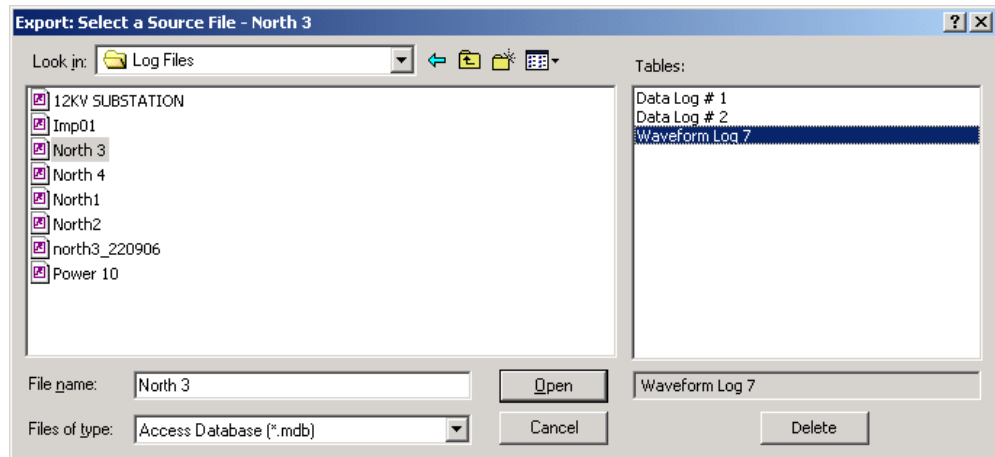 Export: Select a Source File - North 3
Look in: Log Files
12KV SUBSTATION
Imp01
North 3
North 4
North1
North2
north3_220906
Power 10
Tables:
Data Log # 1
Data Log # 2
Waveform Log 7
File name: North 3 Open
Waveform Log 7
Files of type: Access Database (*.mdb) Cancel
Delete